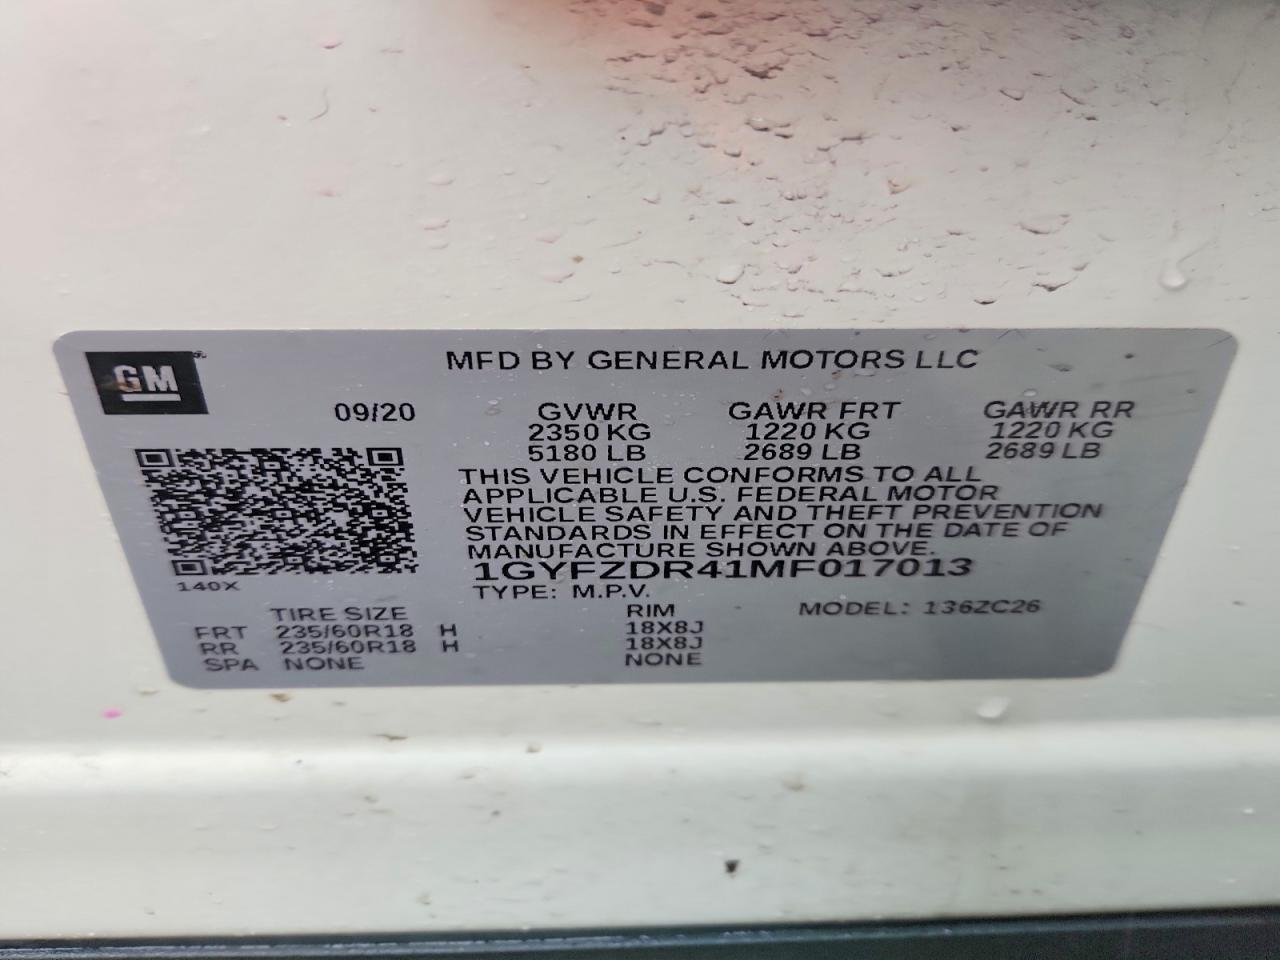 GM
MFD BY GENERAL MOTORS LLC
09/20 GVWR GAWR FRT GAWR RR
2350 KG 1220 KG 1220 KG
5180 LB 2689 LB 2689 LB
THIS VEHICLE CONFORMS TO ALL
APPLICABLE U.S. FEDERAL MOTOR
VEHICLE SAFETY AND THEFT PREVENTION
STANDARDS IN EFFECT ON THE DATE OF
MANUFACTURE SHOWN ABOVE.
1GYFZDR41MF017013
140X
TYPE: M.P.V.
TIRE SIZE RIM MODEL: 136ZC26
FRT 235/60R18 H 18X8J
RR 235/60R18 H 18X8J
SPA NONE NONE